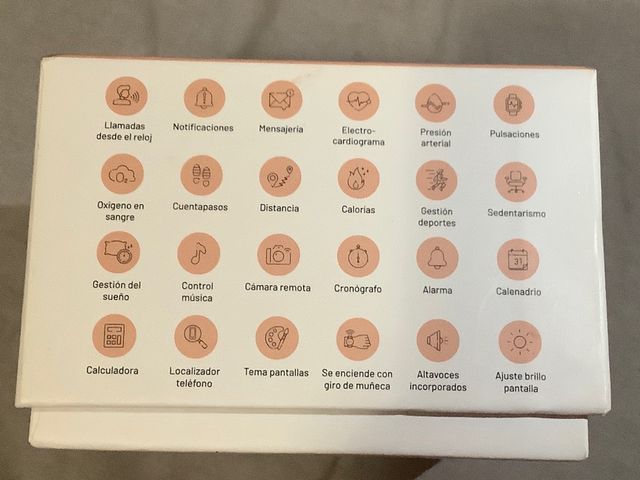 Llamadas
desde el reloj
Notificaciones
Mensajería
Electro-
cardiograma
Presión
arterial
Pulsaciones
Oxigeno en
sangre
Cuentapasos
Distancia
Calorías
Gestión
deportes
Sedentarismo
Gestión del
sueño
Control
música
Cámara remota
Cronógrafo
Alarma
31
Calenadrio
Calculadora
Localizador
teléfono
Tema pantallas
Se enciende con
giro de muñeca
Altavoces
incorporados
Ajuste brillo
pantalla